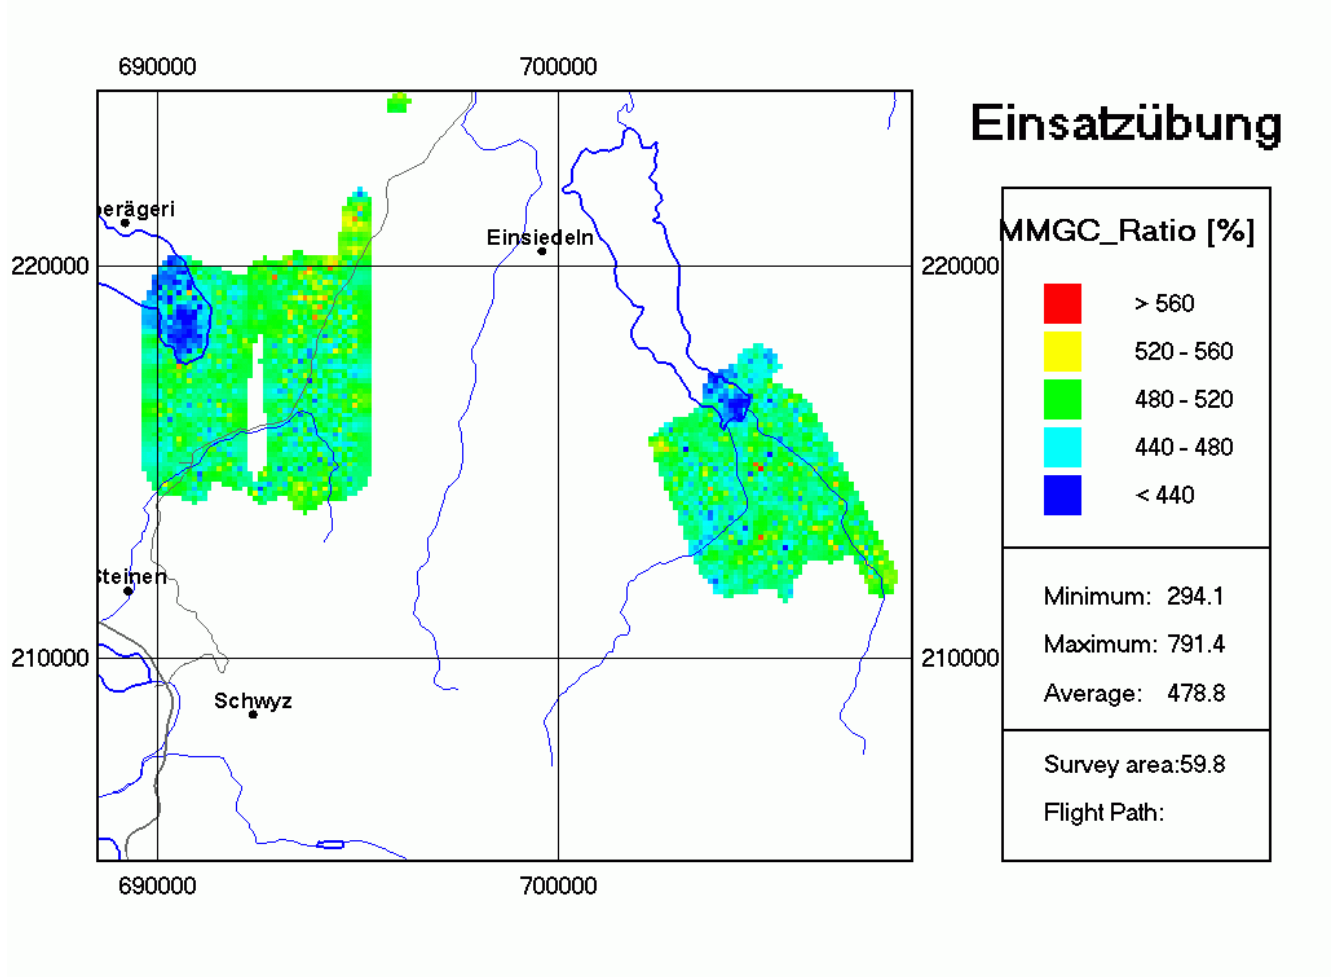 690000 700000
Einsatzübung
erägeri
Einsiedeln
220000 220000
MMGC_Ratio [%]
> 560
520 - 560
480 - 520
440 - 480
< 440
Steinen
Minimum: 294.1
210000 210000
Maximum: 791.4
Schwyz
Average: 478.8
Survey area:59.8
Flight Path:
690000 700000